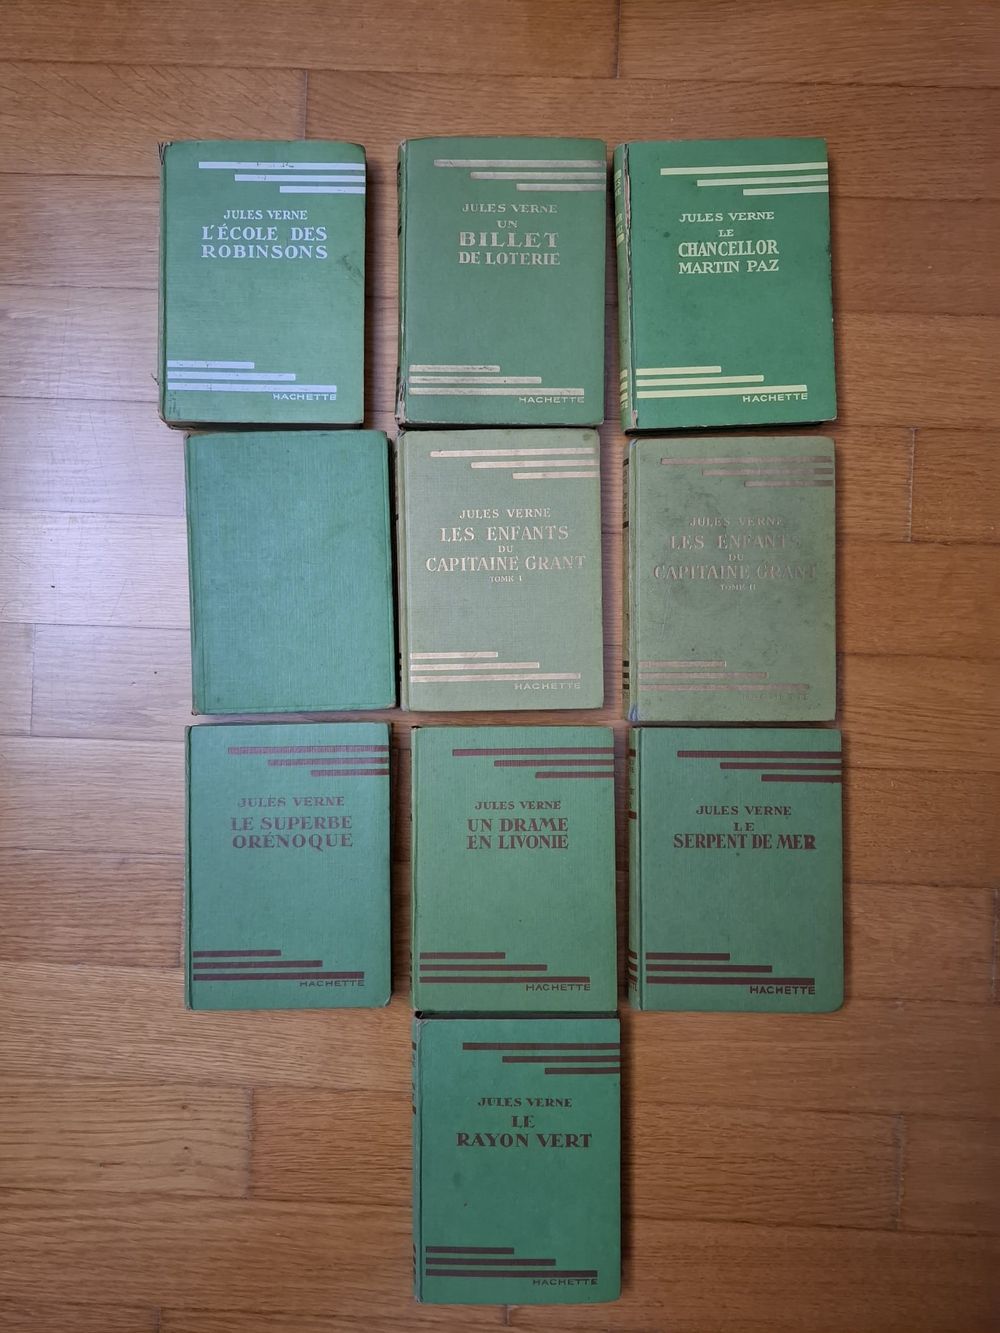 JULES VERNE
L'ÉCOLE DES
ROBINSONS
HACHETTE
JULES VERNE
UN
BILLET
DE LOTERIE
HACHETTE
JULES VERNE
LE
CHANCELLOR
MARTIN PAZ
HACHETTE
JULES VERNE
LES ENFANTS
DU
CAPITAINE GRANT
TOME I
HACHETTE
JULES VERNE
LES ENFANTS
DU
CAPITAINE GRANT
TOME II
HACHETTE
JULES VERNE
LE SUPERBE
ORÉNOQUE
HACHETTE
JULES VERNE
UN DRAME
EN LIVONIE
HACHETTE
JULES VERNE
LE
SERPENT DE MER
HACHETTE
JULES VERNE
LE
RAYON VERT
HACHETTE